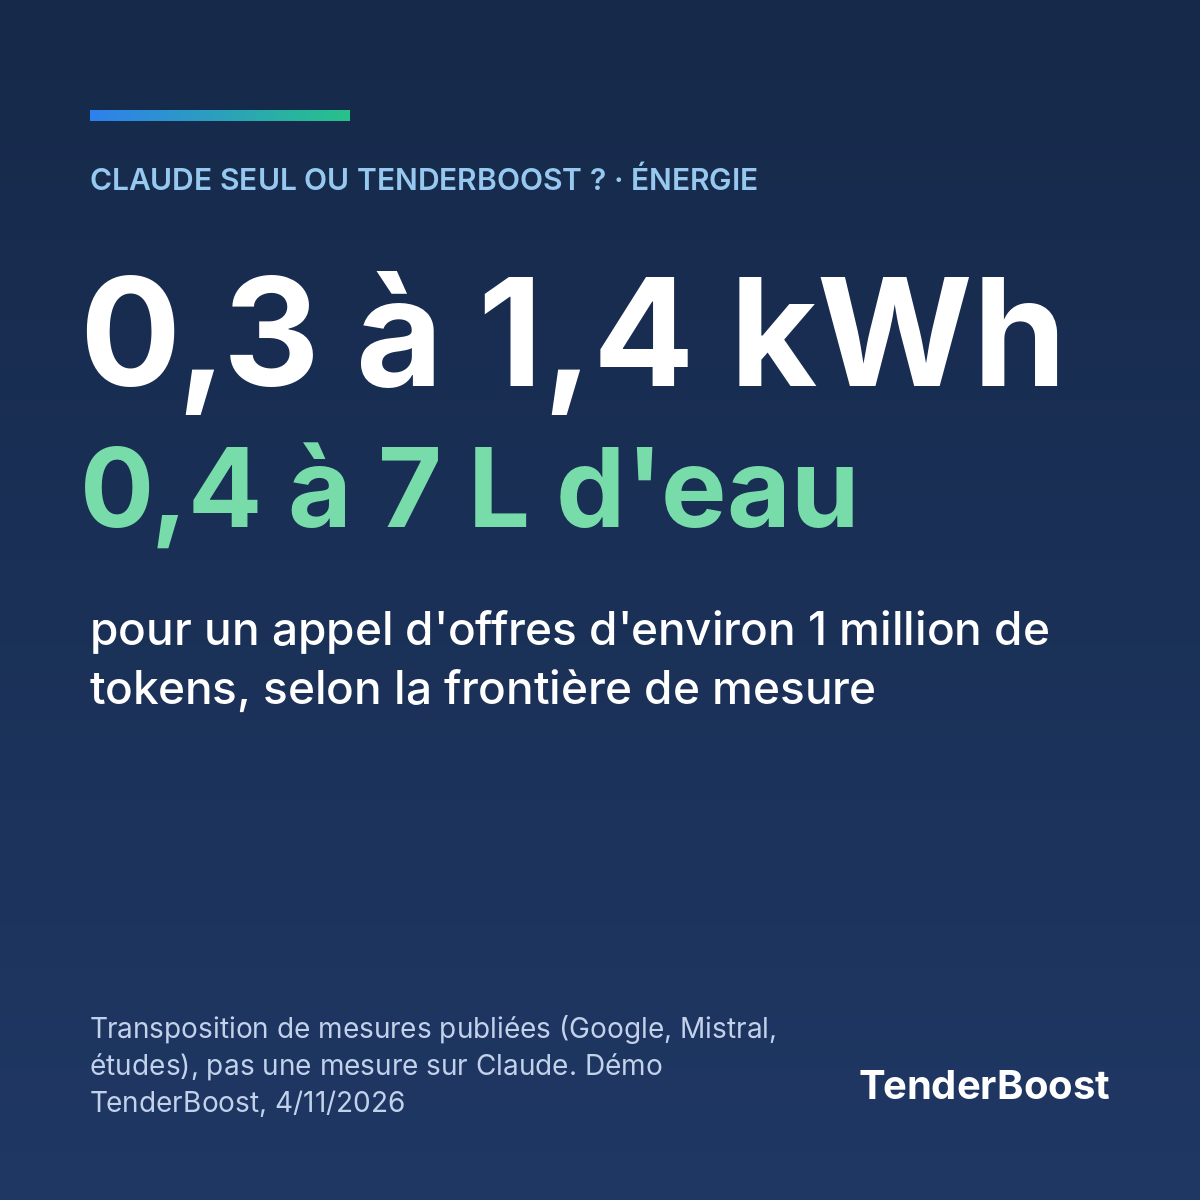 CLAUDE SEUL OU TENDERBOOST ? · ÉNERGIE
0,3 à 1,4 kWh
0,4 à 7 L d'eau
pour un appel d'offres d'environ 1 million de
tokens, selon la frontière de mesure
Transposition de mesures publiées (Google, Mistral,
études), pas une mesure sur Claude. Démo
TenderBoost, 4/11/2026
TenderBoost